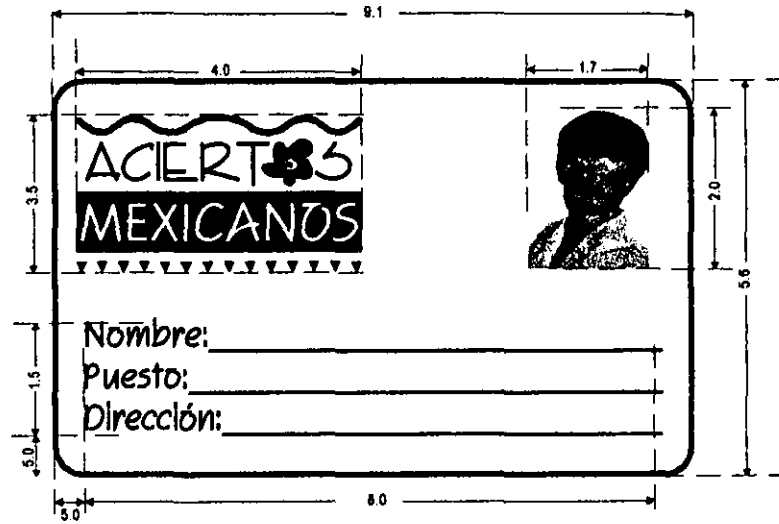 9.1
4.0
1.7
ACIERTOS
MEXICANOS
3.5
2.0
5.6
Nombre:
Puesto:
Dirección:
1.5
5.0
5.0
8.0